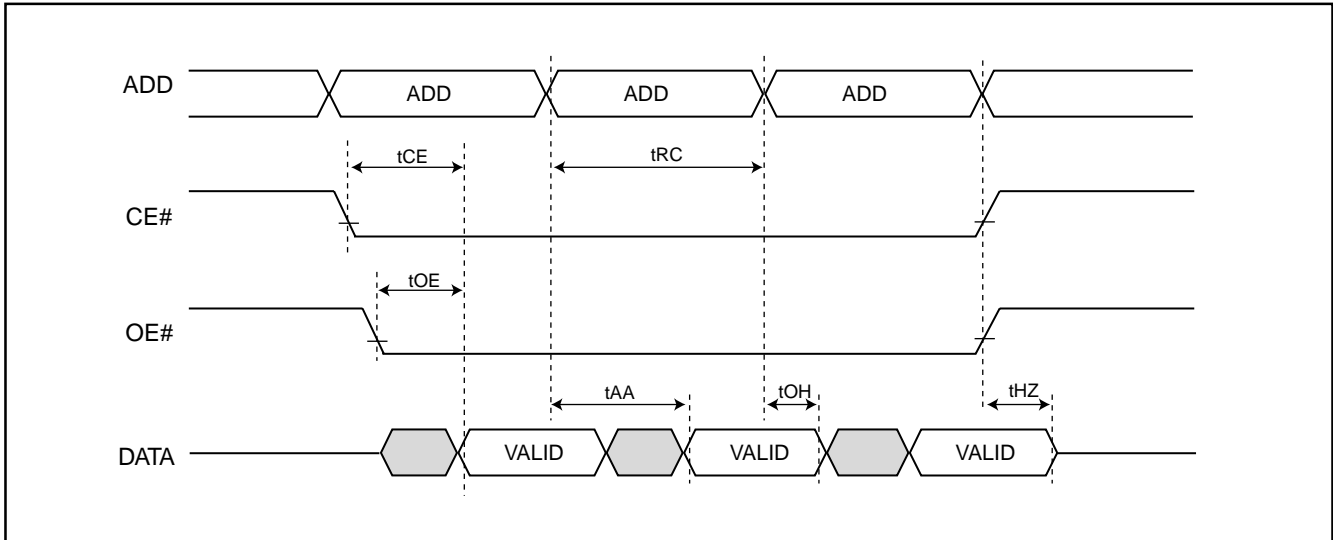 ADD
ADD
ADD
ADD
tCE
tRC
CE#
tOE
OE#
tAA
tOH
tHZ
DATA
VALID
VALID
VALID